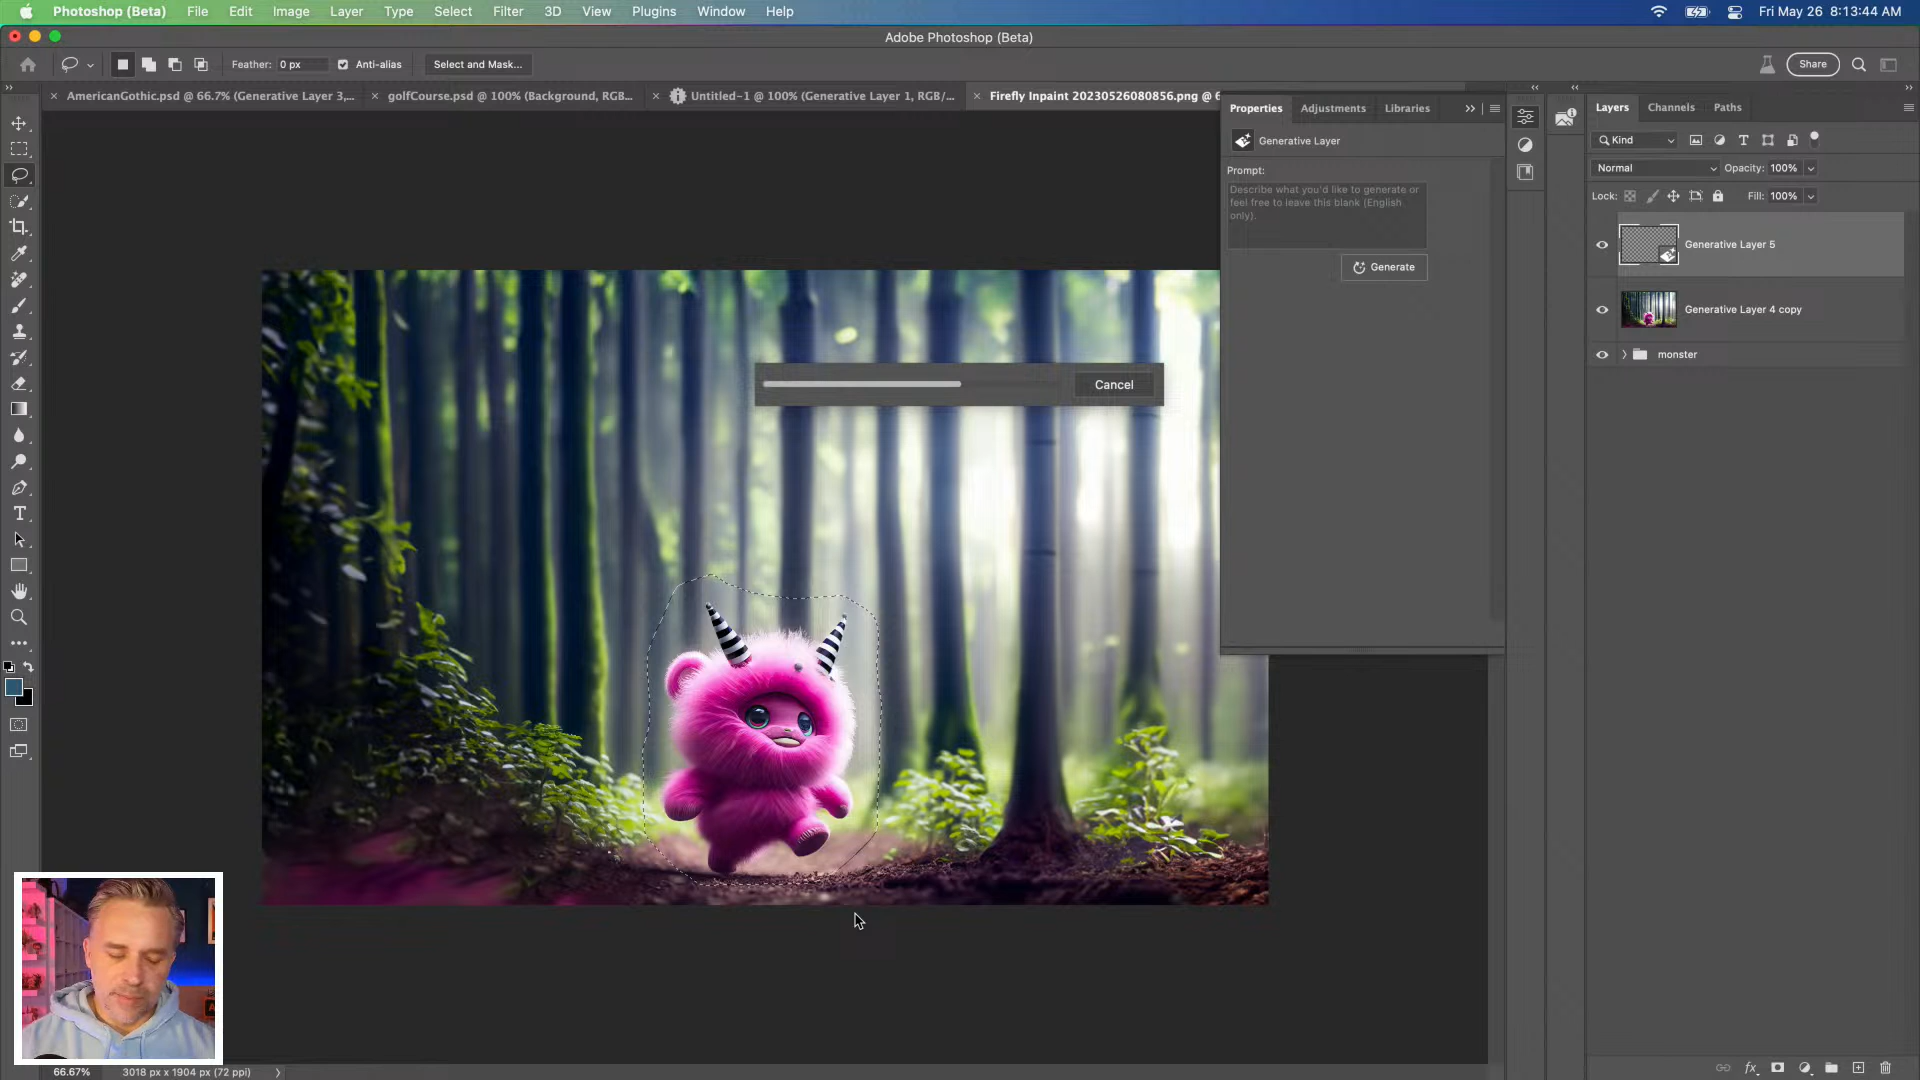 Photoshop (Beta) File Edit Image Layer Type Select Filter 3D View Plugins Window Help Fri May 26 8:13:44 AM
Adobe Photoshop (Beta)
Feather: 0 px Anti-alias Select and Mask... Share
AmericanGothic.psd @ 66.7% (Generative Layer 3,... golfCourse.psd @ 100% (Background, RGB... Untitled-1 @ 100% (Generative Layer 1, RGB/... Firefly Inpaint 20230526080856.png @ 6
Properties Adjustments Libraries
Generative Layer
Prompt:
Describe what you'd like to generate or
feel free to leave this blank (English
only).
Generate
Cancel
Layers Channels Paths
Kind
Normal Opacity: 100%
Lock: Fill: 100%
Generative Layer 5
Generative Layer 4 copy
monster
66.67% 3018 px x 1904 px (72 ppi)